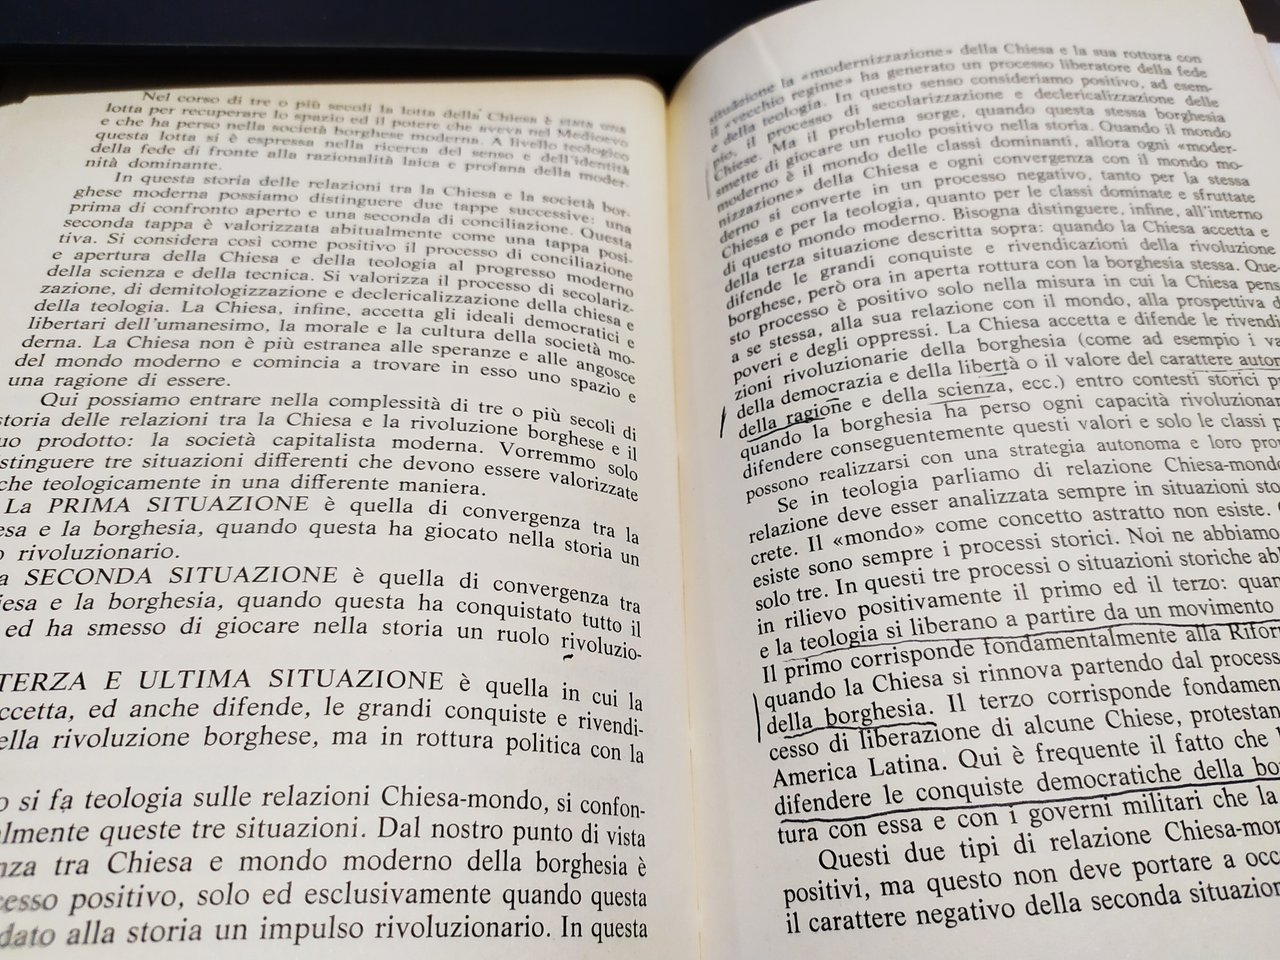 Nel corso di tre o più secoli la lotta della Chiesa è stata una
lotta per recuperare lo spazio ed il potere che aveva nel Medioevo
e che ha perso nella società borghese moderna. A livello teologico
questa lotta si è espressa nella ricerca del senso e dell'identità
della fede di fronte alla razionalità laica e profana della moder-
nità dominante.
In questa storia delle relazioni tra la Chiesa e la società bor-
ghese moderna possiamo distinguere due tappe successive: una
prima di confronto aperto e una seconda di conciliazione. Questa
seconda tappa è valorizzata abitualmente come una tappa posi-
tiva. Si considera così come positivo il processo di conciliazione
e apertura della Chiesa e della teologia al progresso moderno
della scienza e della tecnica. Si valorizza il processo di seculariz-
zazione, di demitologizzazione e declericalizzazione della chiesa e
della teologia. La Chiesa, infine, accetta gli ideali democratici e
libertari dell'umanesimo, la morale e la cultura della società mo-
derna. La Chiesa non è più estranea alle speranze e alle angosce
del mondo moderno e comincia a trovare in esso uno spazio e
una ragione di essere.
Qui possiamo entrare nella complessità di tre o più secoli di
storia delle relazioni tra la Chiesa e la rivoluzione borghese e il
uo prodotto: la società capitalista moderna. Vorremmo solo
stinguere tre situazioni differenti che devono essere valorizzate
che teologicamente in una differente maniera.
La PRIMA SITUAZIONE è quella di convergenza tra la
esa e la borghesia, quando questa ha giocato nella storia un
o rivoluzionario.
a SECONDA SITUAZIONE è quella di convergenza tra
iesa e la borghesia, quando questa ha conquistato tutto il
ed ha smesso di giocare nella storia un ruolo rivoluzio-
TERZA E ULTIMA SITUAZIONE è quella in cui la
ccetta, ed anche difende, le grandi conquiste e rivendi-
ella rivoluzione borghese, ma in rottura politica con la
o si fa teologia sulle relazioni Chiesa-mondo, si confon-
almente queste tre situazioni. Dal nostro punto di vista
nza tra Chiesa e mondo moderno della borghesia è
cesso positivo, solo ed esclusivamente quando questa
dato alla storia un impulso rivoluzionario. In questa
situazione la «modernizzazione» della Chiesa e la sua rottura con
il «vecchio regime» ha generato un processo liberatore della fede
e della teologia. In questo senso consideriamo positivo, ad esem-
pio, il processo di secolarizzazione e declericalizzazione delle
Chiese. Ma il problema sorge, quando questa stessa borghesia
smette di giocare un ruolo positivo nella storia. Quando il mondo
moderno è il mondo delle classi dominanti, allora ogni «moder-
nizzazione» della Chiesa e ogni convergenza con il mondo mo-
derno si converte in un processo negativo, tanto per la stessa
Chiesa e per la teologia, quanto per le classi dominate e sfruttate
di questo mondo moderno. Bisogna distinguere, infine, all'interno
della terza situazione descritta sopra: quando la Chiesa accetta e
difende le grandi conquiste e rivendicazioni della rivoluzione
borghese, però ora in aperta rottura con la borghesia stessa. Que-
sto processo è positivo solo nella misura in cui la Chiesa pens
a se stessa, alla sua relazione con il mondo, alla prospettiva d
poveri e degli oppressi. La Chiesa accetta e difende le rivendi
zioni rivoluzionarie della borghesia (come ad esempio i va
della democrazia e della libertà o il valore del carattere auton
della ragione e della scienza, ecc.) entro contesti storici p
quando la borghesia ha perso ogni capacità rivoluzionar
difendere conseguentemente questi valori e solo le classi p
possono realizzarsi con una strategia autonoma e loro pro
Se in teologia parliamo di relazione Chiesa-mond
relazione deve esser analizzata sempre in situazioni sto
crete. Il «mondo» come concetto astratto non esiste.
esiste sono sempre i processi storici. Noi ne abbiamo
solo tre. In questi tre processi o situazioni storiche abb
in rilievo positivamente il primo ed il terzo: quan
e la teologia si liberano a partire da un movimento
Il primo corrisponde fondamentalmente alla Rifor
quando la Chiesa si rinnova partendo dal process
della borghesia. Il terzo corrisponde fondamen
cesso di liberazione di alcune Chiese, protestan
America Latina. Qui è frequente il fatto che
difendere le conquiste democratiche della bo
tura con essa e con i governi militari che la
Questi due tipi di relazione Chiesa-mon
positivi, ma questo non deve portare a occ
il carattere negativo della seconda situazion